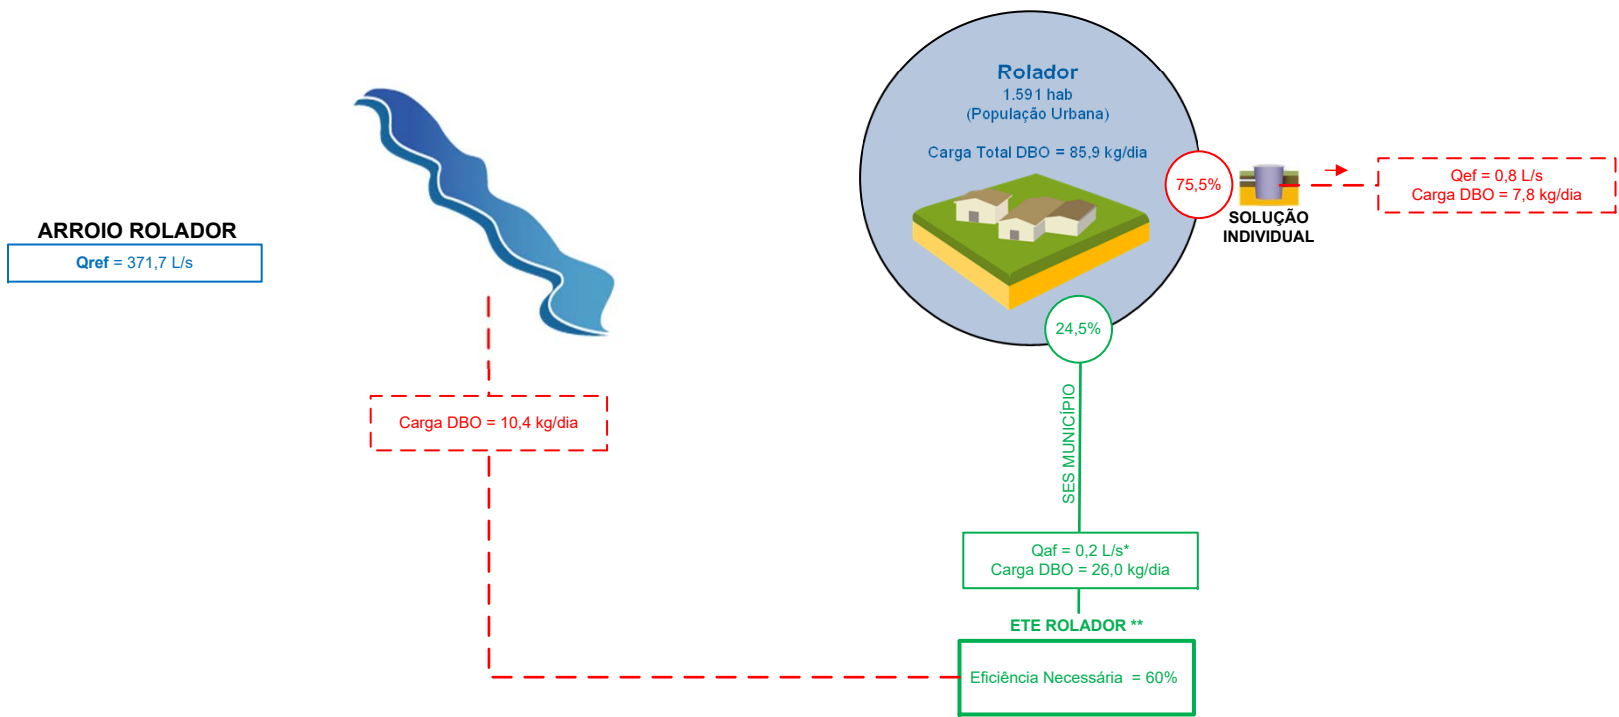 Rolador
1.591 hab
(População Urbana)
Carga Total DBO = 85,9 kg/dia
75,5%
SOLUÇÃO
INDIVIDUAL
Qef = 0,8 L/s
Carga DBO = 7,8 kg/dia
ARROIO ROLADOR
Qref = 371,7 L/s
24,5%
SES MUNICÍPIO
Carga DBO = 10,4 kg/dia
Qaf = 0,2 L/s*
Carga DBO = 26,0 kg/dia
ETE ROLADOR **
Eficiência Necessária = 60%